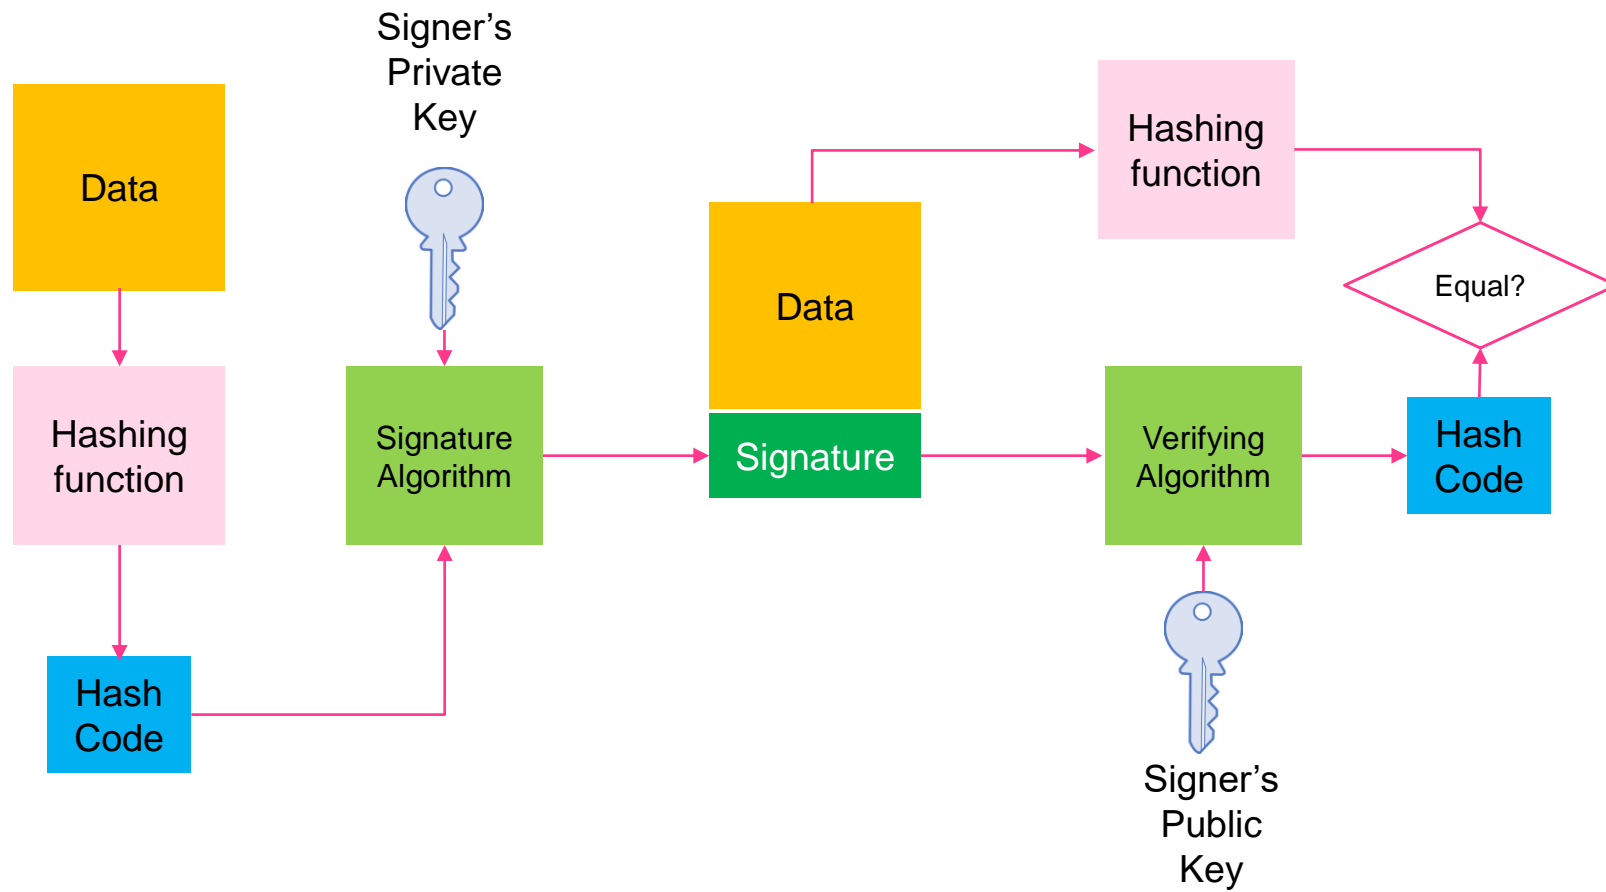 Signer’s
Private
Key
Data
Hashing
function
Hash
Code
Signature
Algorithm
Data
Signature
Hashing
function
Equal?
Verifying
Algorithm
Hash
Code
Signer’s
Public
Key